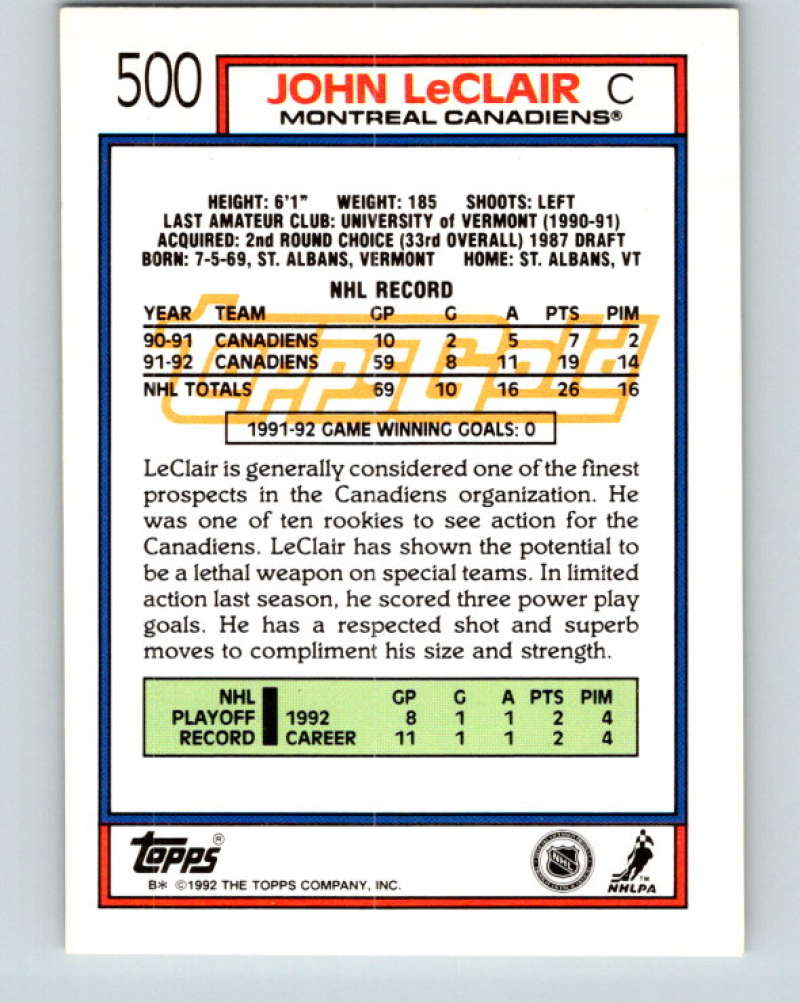 500 JOHN LeCLAIR C
MONTREAL CANADIENS®
HEIGHT: 6'1" WEIGHT: 185 SHOOTS: LEFT
LAST AMATEUR CLUB: UNIVERSITY of VERMONT (1990-91)
ACQUIRED: 2nd ROUND CHOICE (33rd OVERALL) 1987 DRAFT
BORN: 7-5-69, ST. ALBANS, VERMONT HOME: ST. ALBANS, VT
NHL RECORD
YEAR TEAM GP G A PTS PIM
90-91 CANADIENS 10 2 5 7 2
91-92 CANADIENS 59 8 11 19 14
NHL TOTALS 69 10 16 26 16
ToppsGold
1991-92 GAME WINNING GOALS: 0
LeClair is generally considered one of the finest
prospects in the Canadiens organization. He
was one of ten rookies to see action for the
Canadiens. LeClair has shown the potential to
be a lethal weapon on special teams. In limited
action last season, he scored three power play
goals. He has a respected shot and superb
moves to compliment his size and strength.
NHL GP G A PTS PIM
PLAYOFF 1992 8 1 1 2 4
RECORD CAREER 11 1 1 2 4
Topps®
B* ©1992 THE TOPPS COMPANY, INC.
NHL
TM
NHLPA